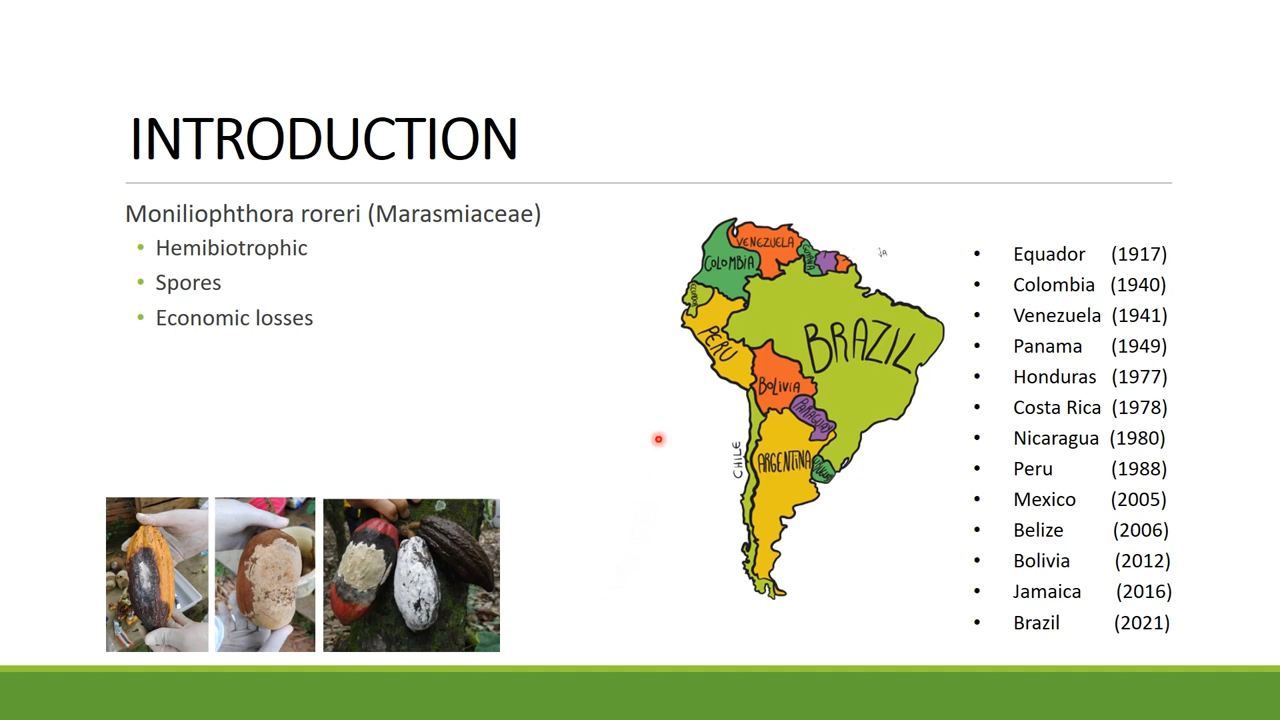 INTRODUCTION
Moniliophthora roreri (Marasmiaceae)
• Hemibiotrophic
• Spores
• Economic losses
VENEZUELA
COLOMBIA
PERU
BRAZIL
BOLIVIA
PARAGUAY
CHILE
ARGENTINA
• Equador (1917)
• Colombia (1940)
• Venezuela (1941)
• Panama (1949)
• Honduras (1977)
• Costa Rica (1978)
• Nicaragua (1980)
• Peru (1988)
• Mexico (2005)
• Belize (2006)
• Bolivia (2012)
• Jamaica (2016)
• Brazil (2021)